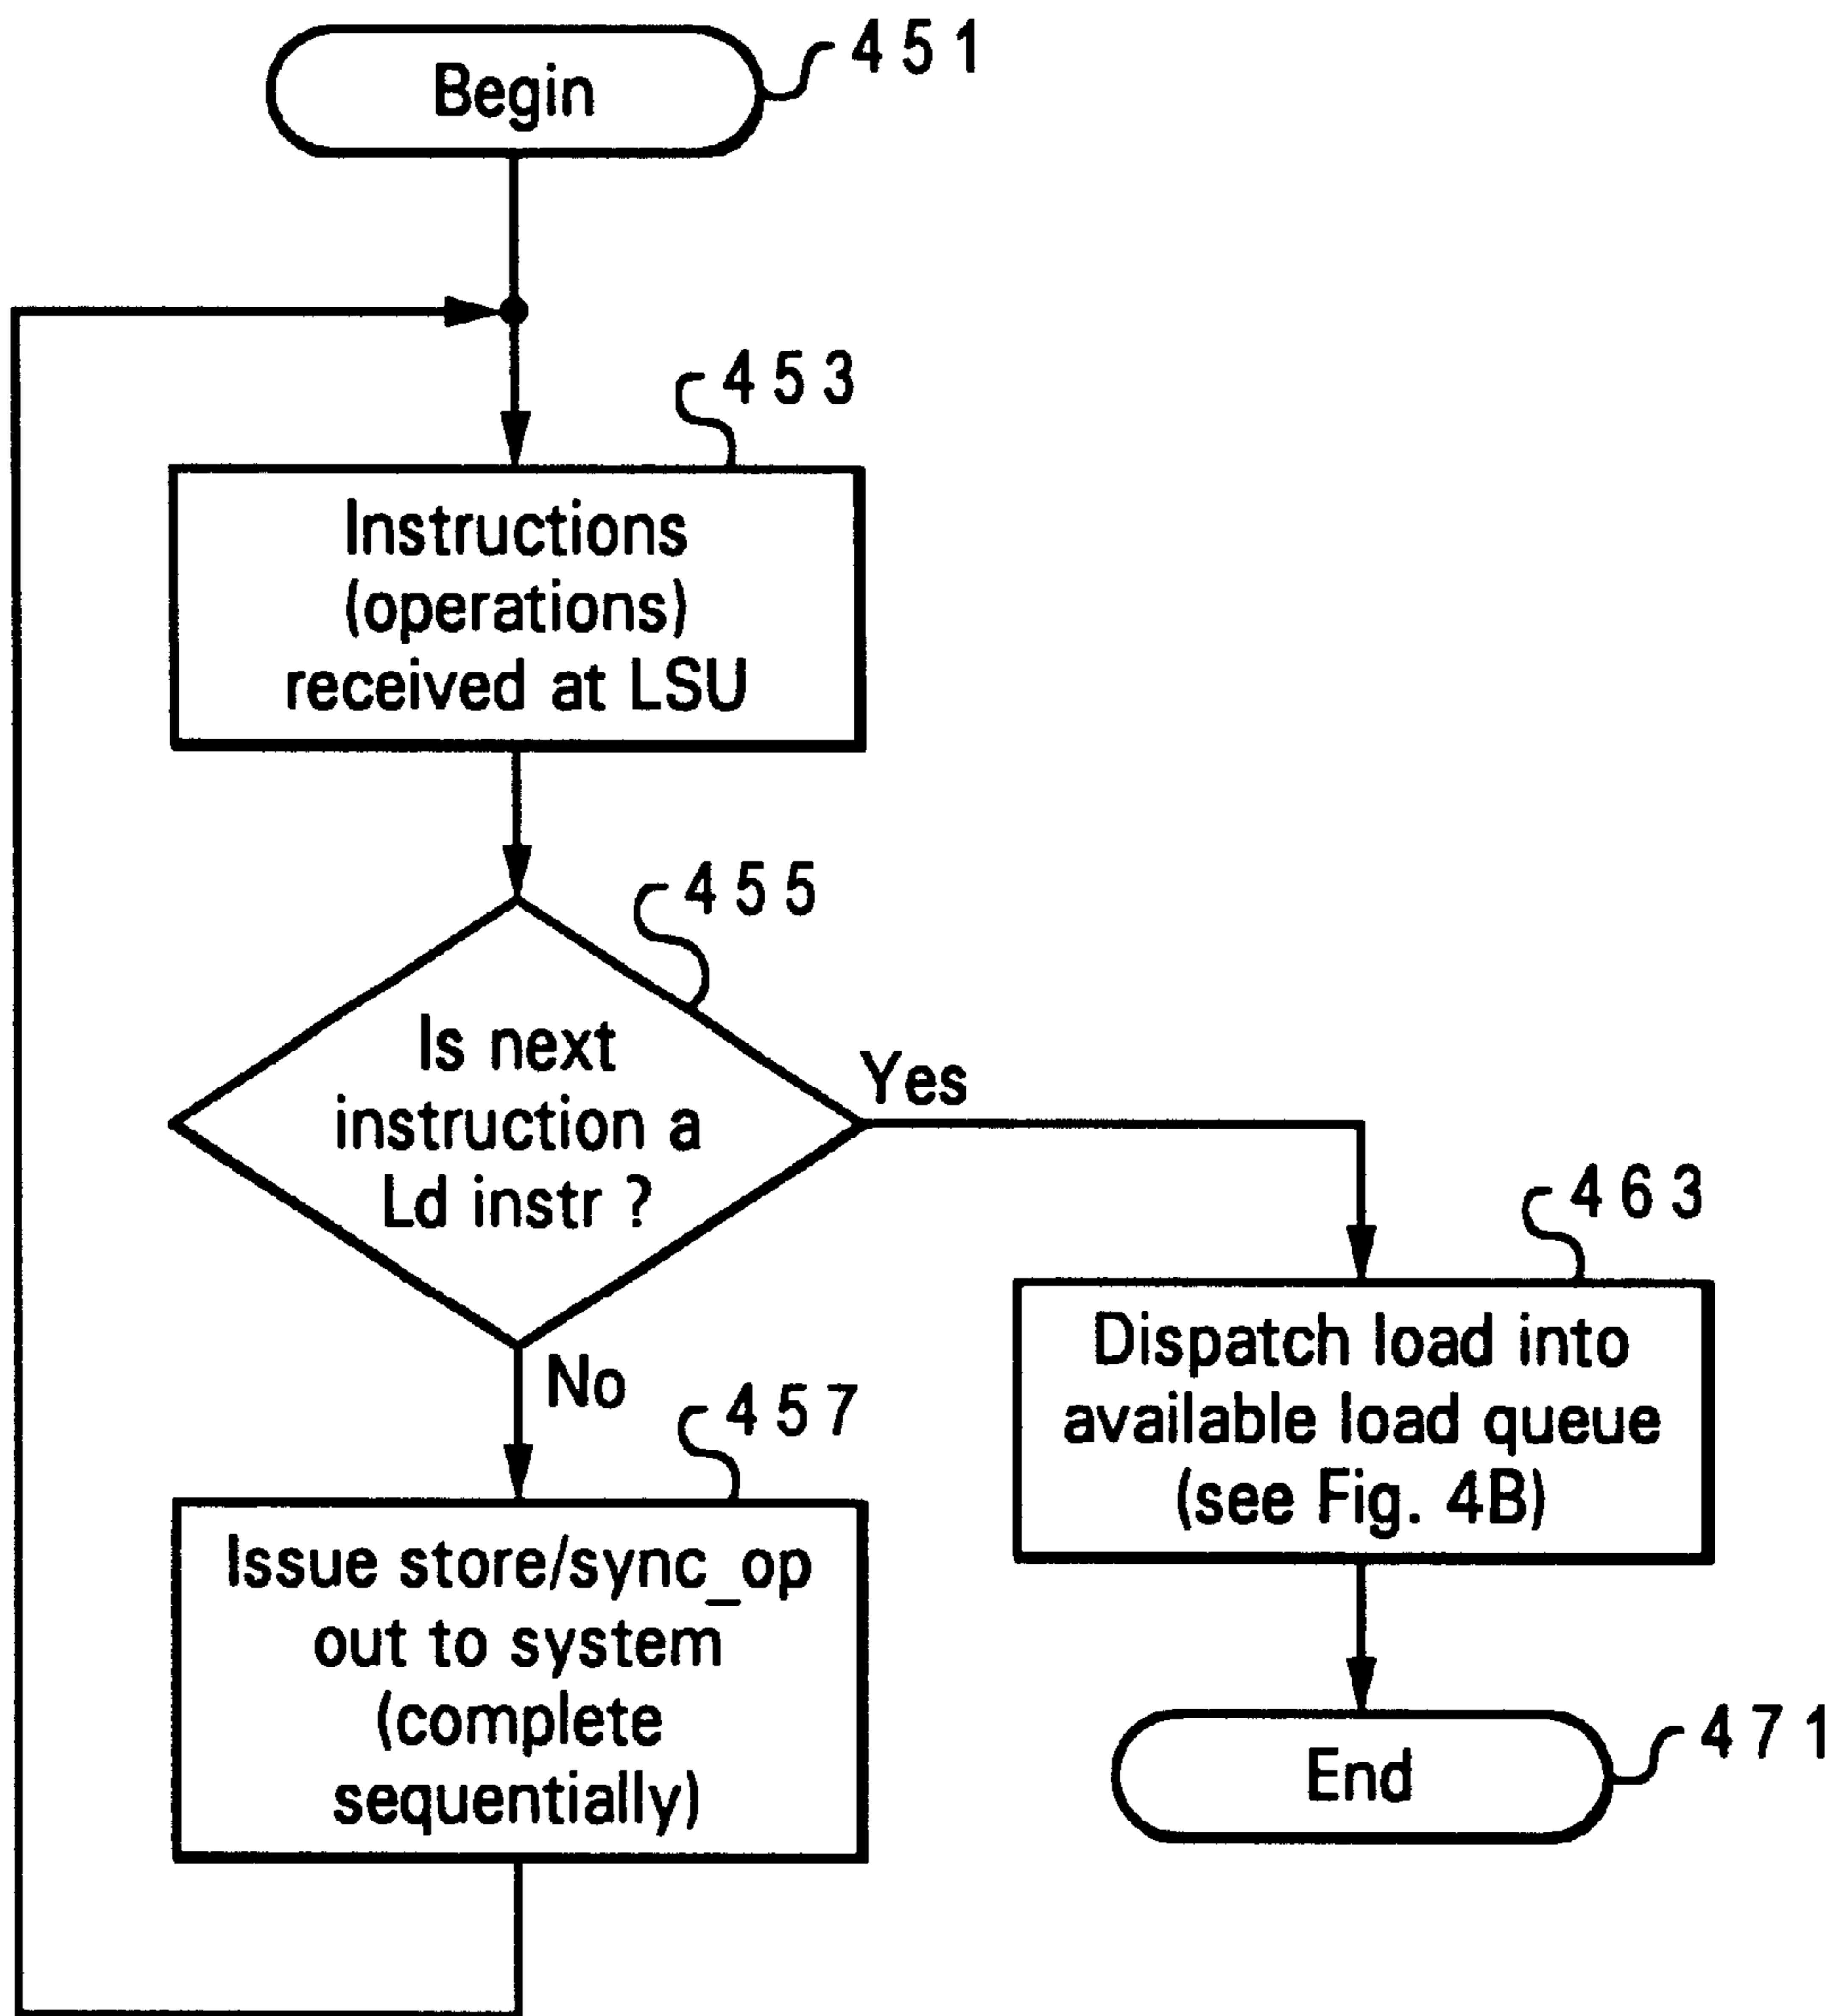 Begin
451
453
Instructions
(operations)
received at LSU
455
Is next
instruction a
Ld instr ?
Yes
No
463
Dispatch load into
available load queue
(see Fig. 4B)
457
Issue store/sync_op
out to system
(complete
sequentially)
End
471